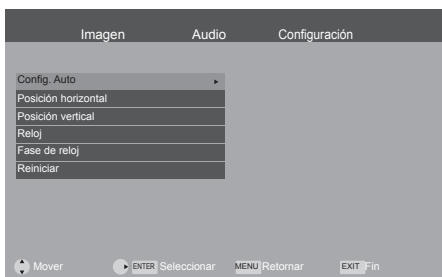 Imagen Audio Configuración
Config. Auto
Posición horizontal
Posición vertical
Reloj
Fase de reloj
Reiniciar
Mover ENTER Seleccionar MENU Retornar EXIT Fin